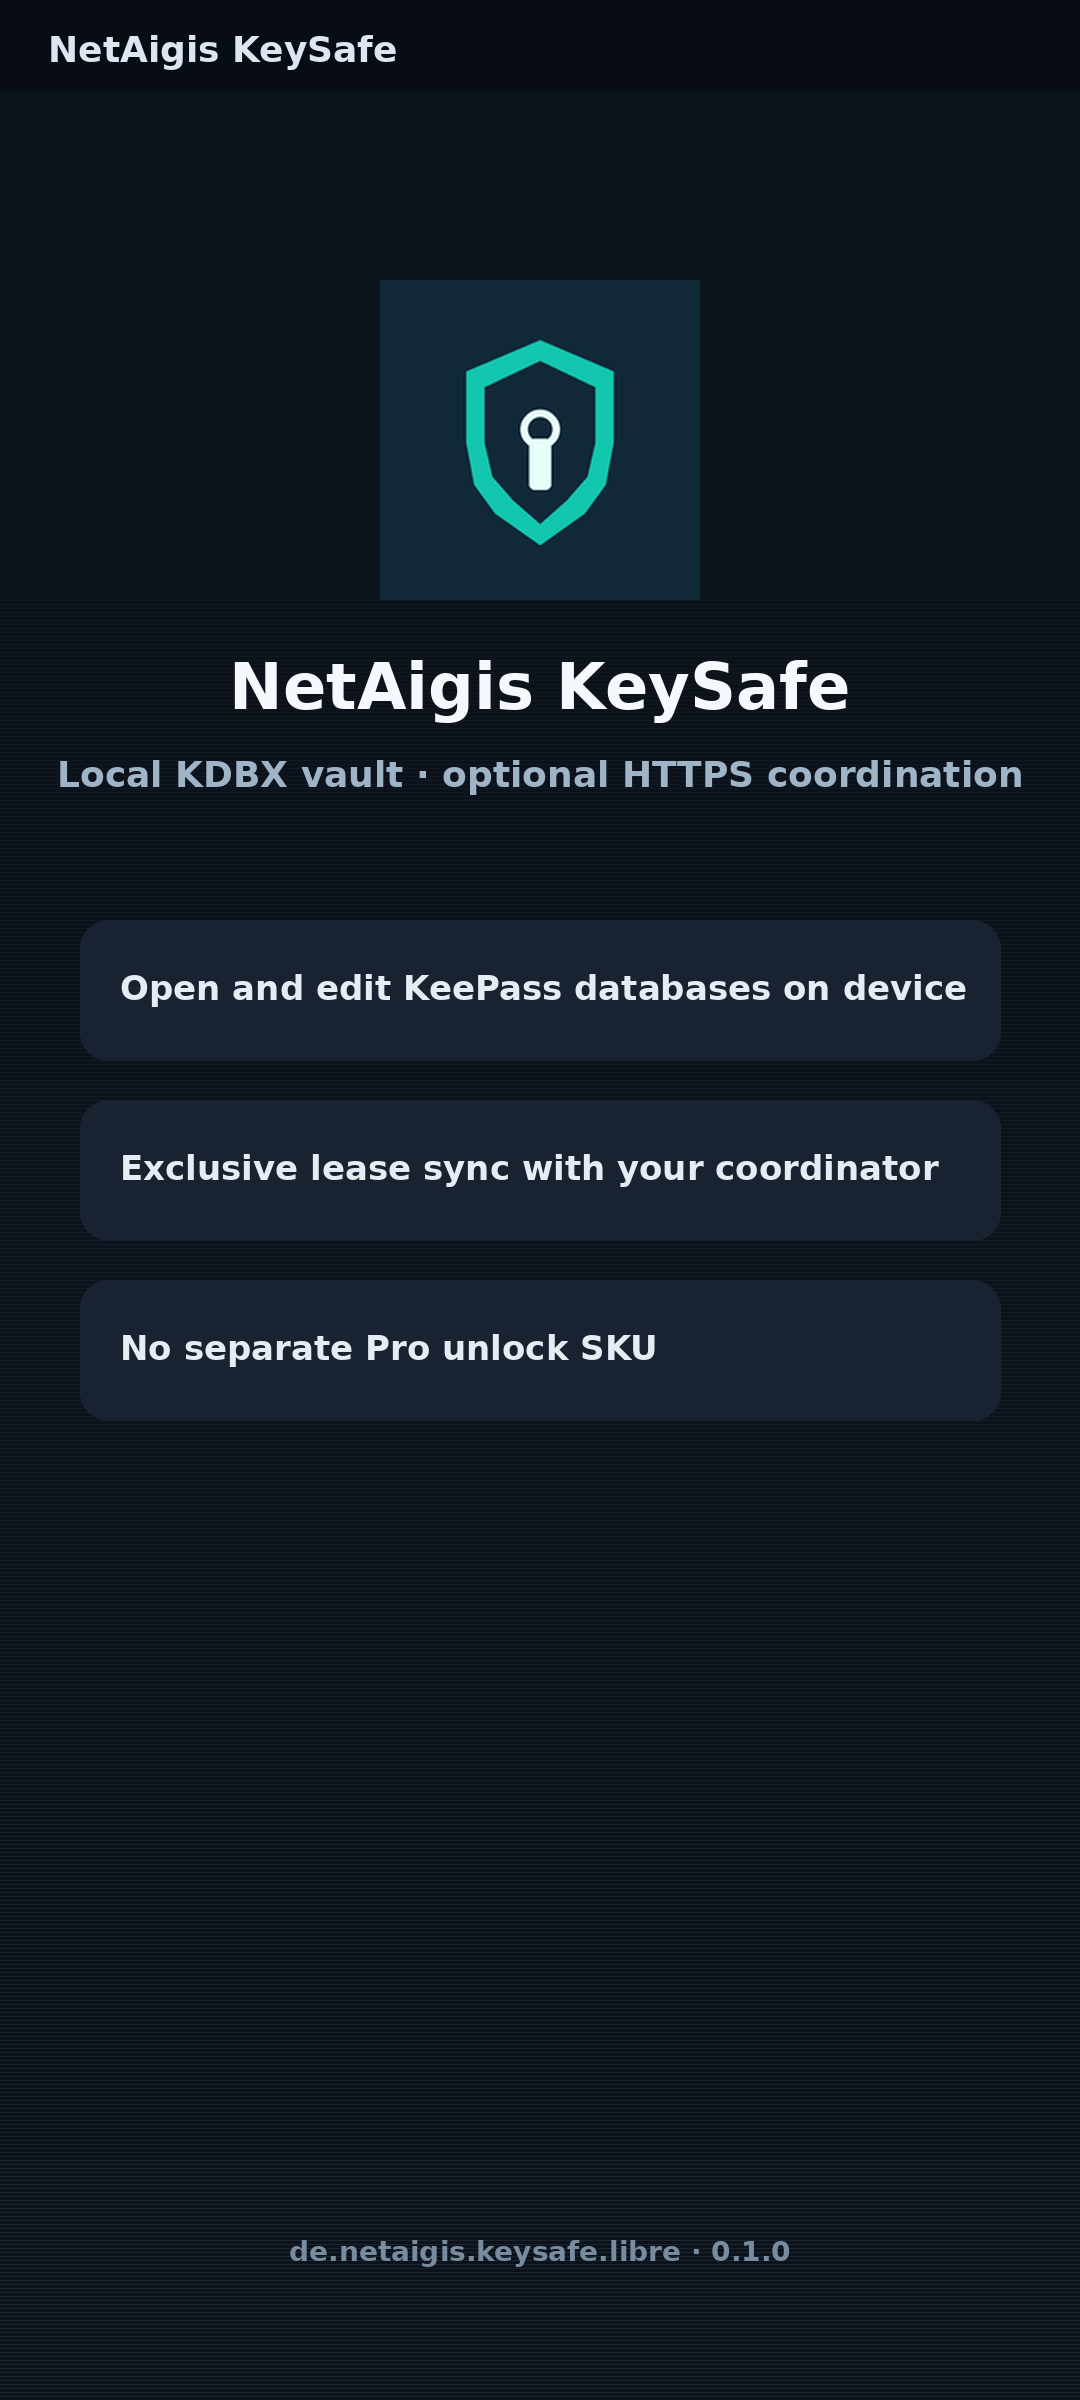 NetAigis KeySafe
NetAigis KeySafe
Local KDBX vault · optional HTTPS coordination
Open and edit KeePass databases on device
Exclusive lease sync with your coordinator
No separate Pro unlock SKU
de.netaigis.keysafe.libre · 0.1.0